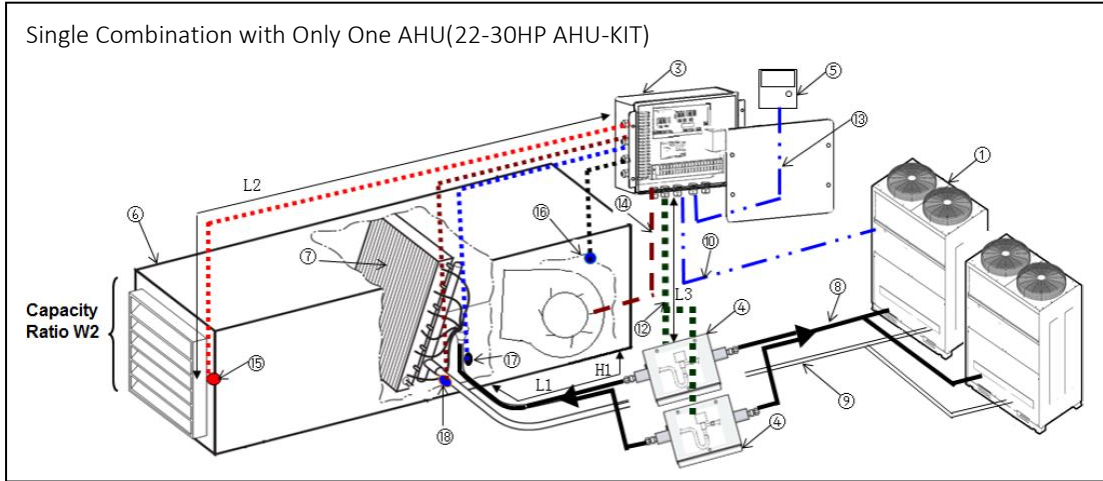 Single Combination with Only One AHU(22-30HP AHU-KIT)
③
⑤
⑬
①
L2
⑥
⑭
⑯
⑦
⑩
Capacity
Ratio W2
L3
⑧
④
⑫
⑰
⑮
H1
L1
⑨
⑱
④